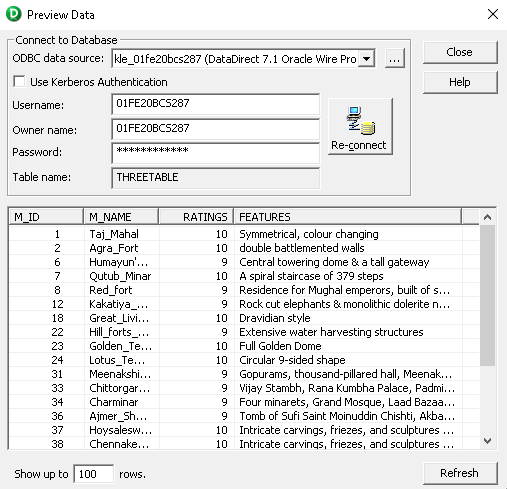 Preview Data
Connect to Database
ODBC data source: kle_01fe20bcs287 (DataDirect 7.1 Oracle Wire Pro ... Close
Use Kerberos Authentication Help
Username: 01FE20BCS287
Owner name: 01FE20BCS287
Password: ************
Re-connect
Table name: THREETABLE
M_ID M_NAME RATINGS FEATURES
1 Taj_Mahal 10 Symmetrical, colour changing
2 Agra_Fort 10 double battlemented walls
6 Humayun'... 9 Central towering dome & a tall gateway
7 Qutub_Minar 10 A spiral staircase of 379 steps
8 Red_fort 9 Residence for Mughal emperors, built of s...
12 Kakatiya_... 9 Rock cut elephants & monolithic dolerite n...
18 Great_Livi... 10 Dravidian style
22 Hill_forts_... 9 Extensive water harvesting structures
23 Golden_Te... 10 Full Golden Dome
24 Lotus_Te... 10 Circular 9-sided shape
31 Meenakshi... 9 Gopurams, thousand-pillared hall, Meenak...
33 Chittorgar... 9 Vijay Stambh, Rana Kumbha Palace, Padmi...
34 Charminar 9 Four minarets, Grand Mosque, Laad Bazaa...
36 Ajmer_Sh... 9 Tomb of Sufi Saint Moinuddin Chishti, Akba...
37 Hoysalesw... 10 Intricate carvings, friezes, and sculptures ...
38 Chennake... 10 Intricate carvings, friezes, and sculptures ...
Show up to 100 rows. Refresh